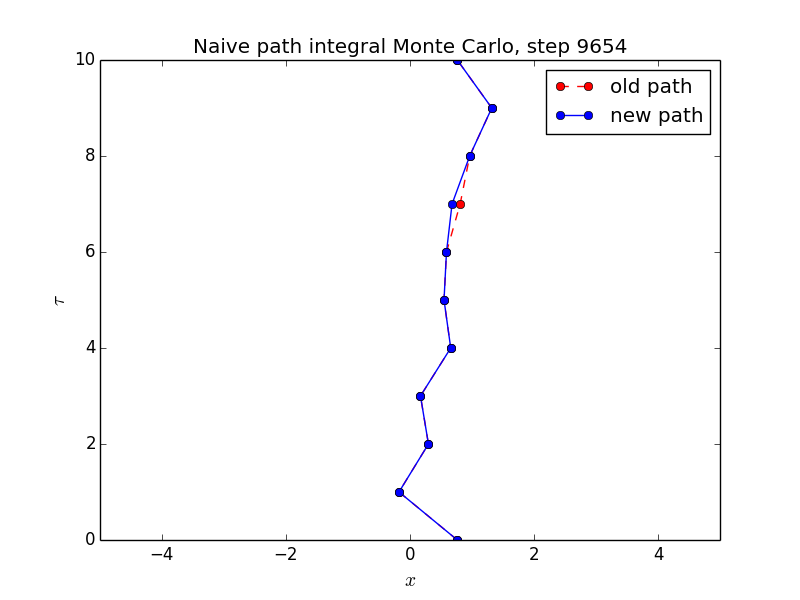 Naive path integral Monte Carlo, step 9654
old path
new path
10
8
6
4
2
0
τ
−4 −2 0 2 4
x